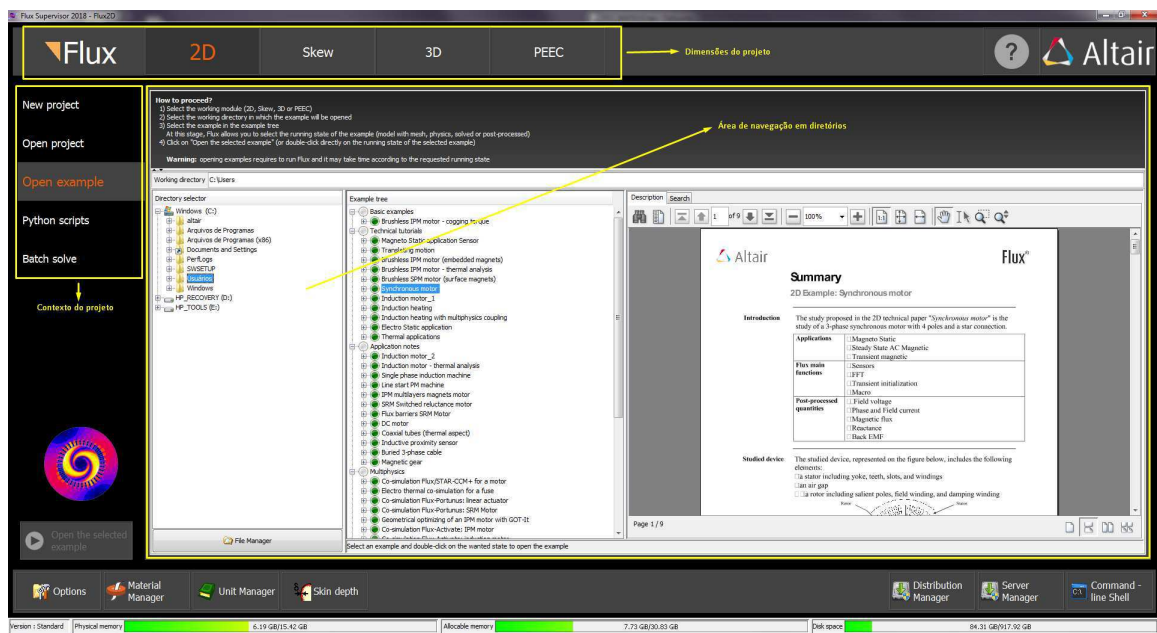 Flux Supervisor 2018 - Flux2D
Flux
2D
Skew
3D
PEEC
Dimensões do projeto
?
Altair
New project
Open project
Open example
Python scripts
Batch solve
Contexto do projeto
How to proceed?
1) Select the working module (2D, Skew, 3D or PEEC)
2) Select the working directory in which the example will be opened
3) Select the example in the example tree
At this stage, Flux allows you to select the running state of the example (model with mesh, physics, solved or post-processed)
4) Click on "Open the selected example" (or double-click directly on the running state of the selected example)
Warning: opening examples requires to run Flux and it may take time according to the requested running state
Área de navegação em diretórios
Working directory C:\Users
Directory selector
Windows (C:)
altair
Arquivos de Programas
Arquivos de Programas (x86)
Documents and Settings
PerfLogs
SWSETUP
Usuários
Windows
HP_RECOVERY (D:)
HP_TOOLS (E:)
File Manager
Example tree
Basic examples
Brushless IPM motor - cogging torque
Technical tutorials
Magneto Static application Sensor
Translating motion
Brushless IPM motor (embedded magnets)
Brushless IPM motor - thermal analysis
Brushless SPM motor (surface magnets)
Synchronous motor
Induction motor_1
Induction heating
Induction heating with multiphysics coupling
Electro Static application
Thermal applications
Application notes
Induction motor_2
Induction motor - thermal analysis
Single phase induction machine
Line start PM machine
IPM multilayers magnets motor
SRM Switched reluctance motor
Flux barriers SRM Motor
DC motor
Coaxial tubes (thermal aspect)
Inductive proximity sensor
Buried 3-phase cable
Magnetic gear
Multiphysics
Co-simulation Flux/STAR-CCM+ for a motor
Electro thermal co-simulation for a fuse
Co-simulation Flux-Portunus: linear actuator
Co-simulation Flux-Portunus: SRM Motor
Geometrical optimizing of an IPM motor with GOT-It
Co-simulation Flux-Activate: IPM motor
Co-simulation Flux-Activate induction motor
Select an example and double-click on the wanted state to open the example
Description Search
1 of 9 100%
Altair Flux®
Summary
2D Example: Synchronous motor
Introduction The study proposed in the 2D technical paper "Synchronous motor" is the
study of a 3-phase synchronous motor with 4 poles and a star connection.
Applications □Magneto Static
□Steady State AC Magnetic
□Transient magnetic
Flux main functions □Sensors
□FFT
□Transient initialization
□Macro
Post-processed quantities □Field voltage
□Phase and Field current
□Magnetic flux
□Reactance
□Back EMF
Studied device The studied device, represented on the figure below, includes the following
elements:
□a stator including yoke, teeth, slots, and windings
□an air gap
□□a rotor including salient poles, field winding, and damping winding
Page 1/9
Open the selected
example
Options
Material
Manager
Unit Manager
Skin depth
Distribution
Manager
Server
Manager
C:\
Command -
line Shell
Version : Standard
Physical memory
6.19 GB/15.42 GB
Allocable memory
7.73 GB/30.83 GB
Disk space
84.31 GB/917.92 GB